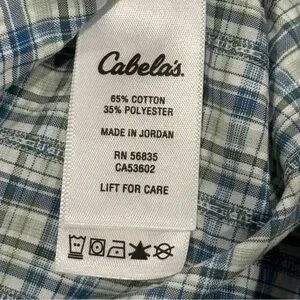 Cabela's.
65% COTTON
35% POLYESTER
MADE IN JORDAN
RN 56835
CA53602
LIFT FOR CARE